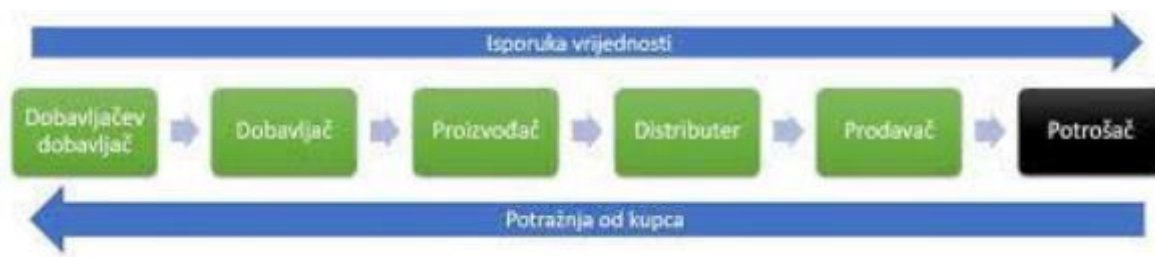 Isporuka vrijednosti
Dobavljačev
dobavljač
Dobavljač
Proizvođač
Distributer
Prodavač
Potrošač
Potražnja od kupca